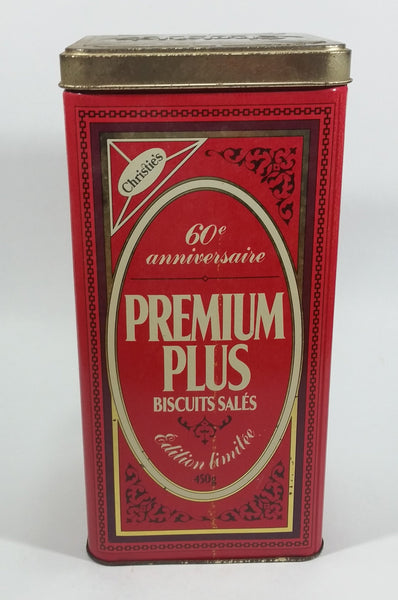 Christie's
60e
anniversaire
PREMIUM
PLUS
BISCUITS SALÉS
Édition limitée
450g